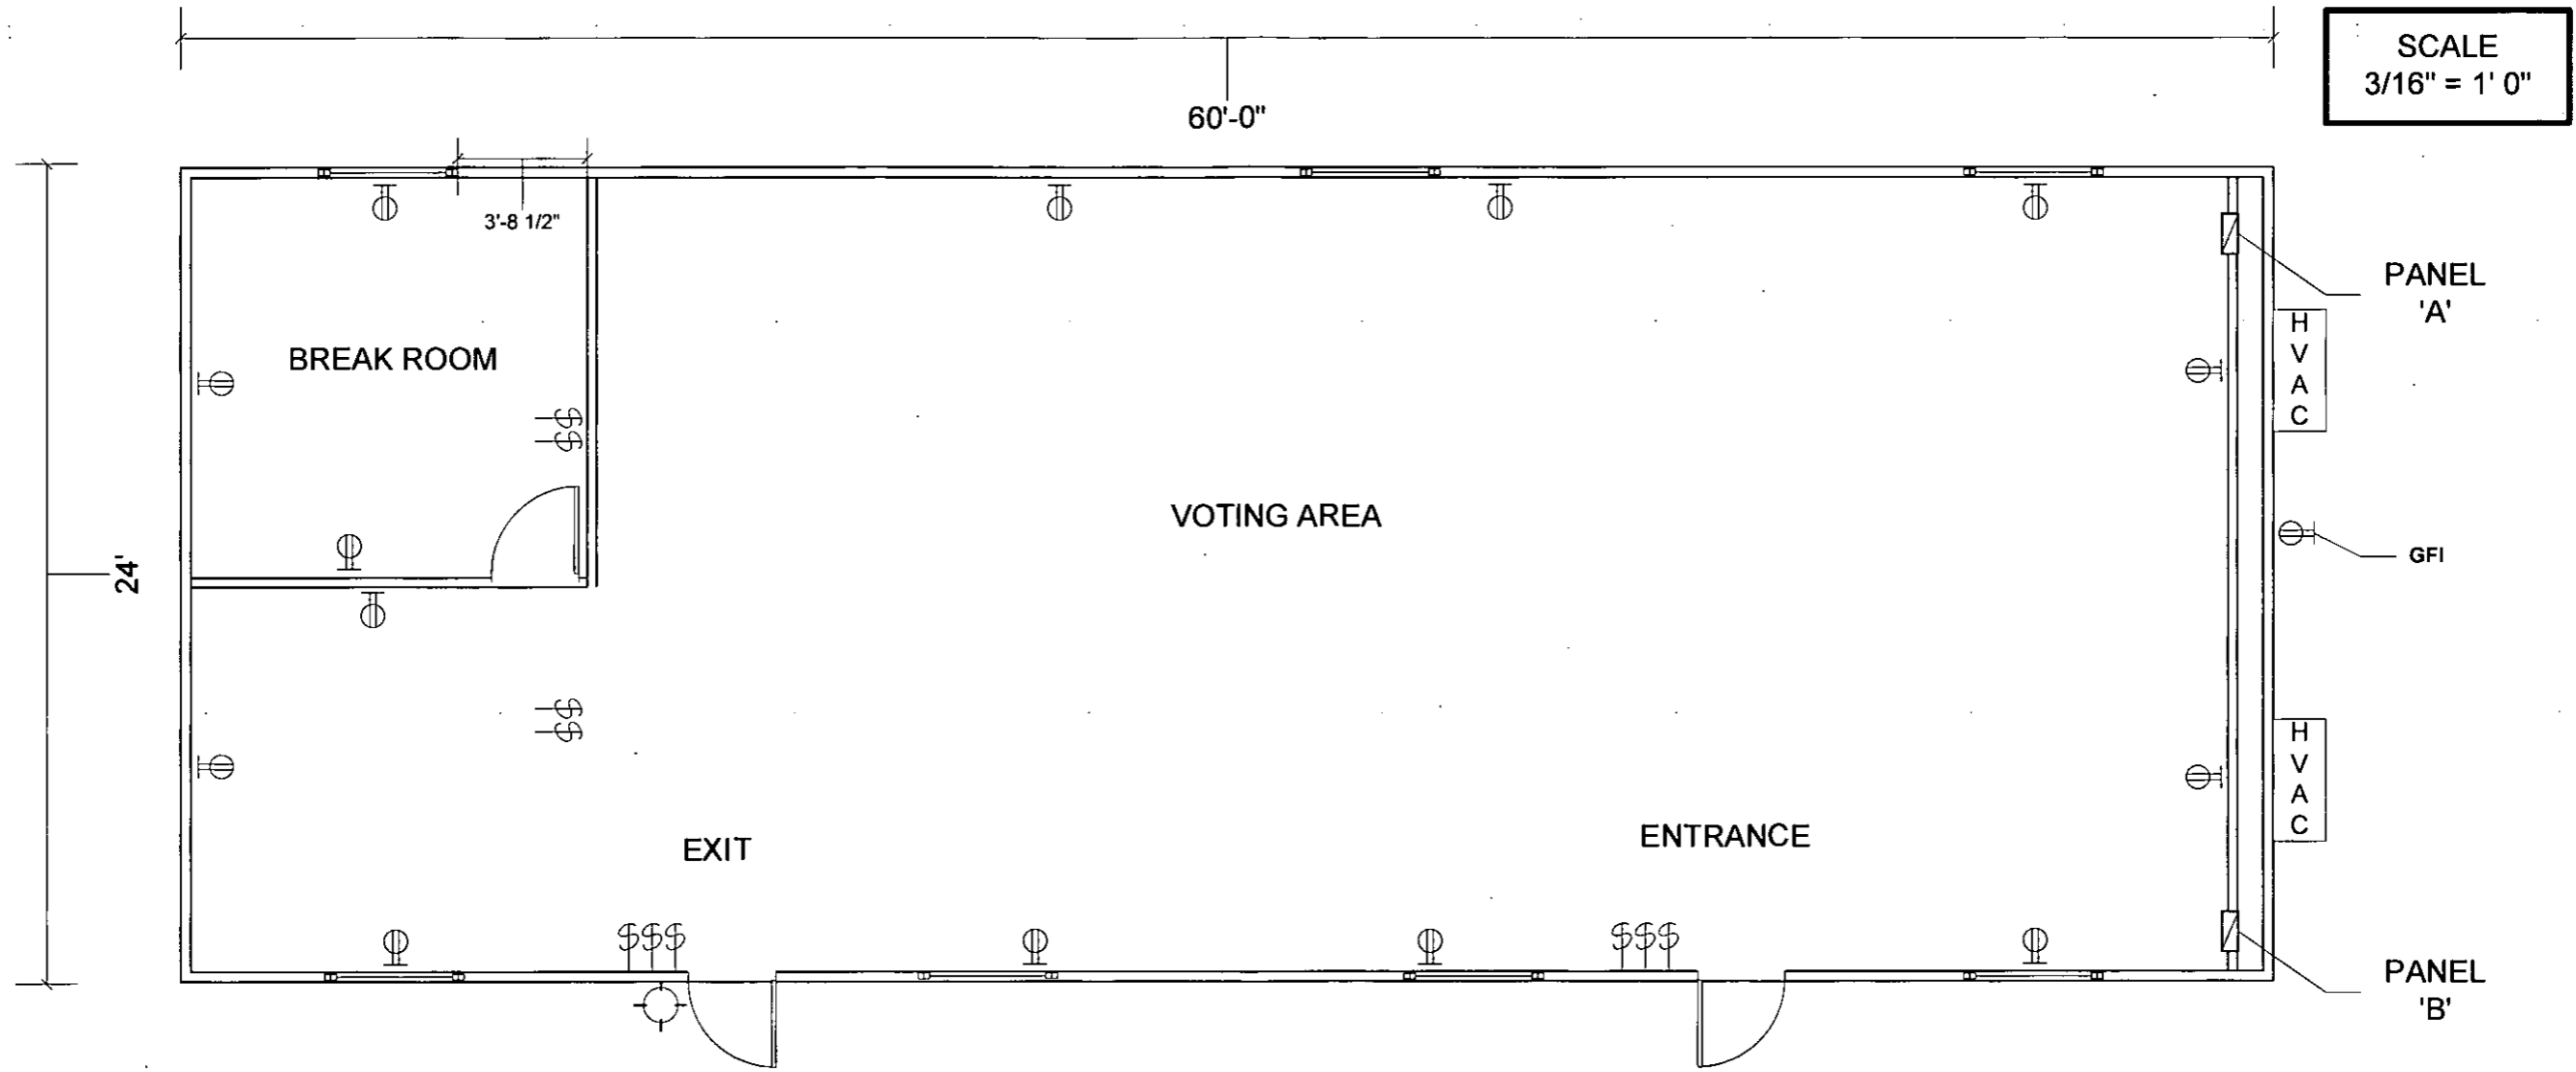 SCALE
3/16" = 1' 0"
60'-0"
3'-8 1/2"
PANEL
'A'
H
V
A
C
BREAK ROOM
VOTING AREA
GFI
24'
H
V
A
C
EXIT
ENTRANCE
$$
$$
$$$
$$$
PANEL
'B'